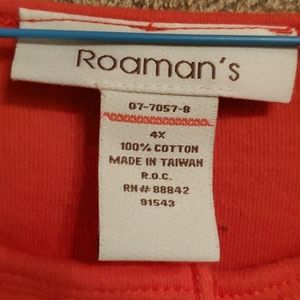 Roaman's
07-7057-8
4X
100% COTTON
MADE IN TAIWAN
R.O.C.
RN# 88842
91543